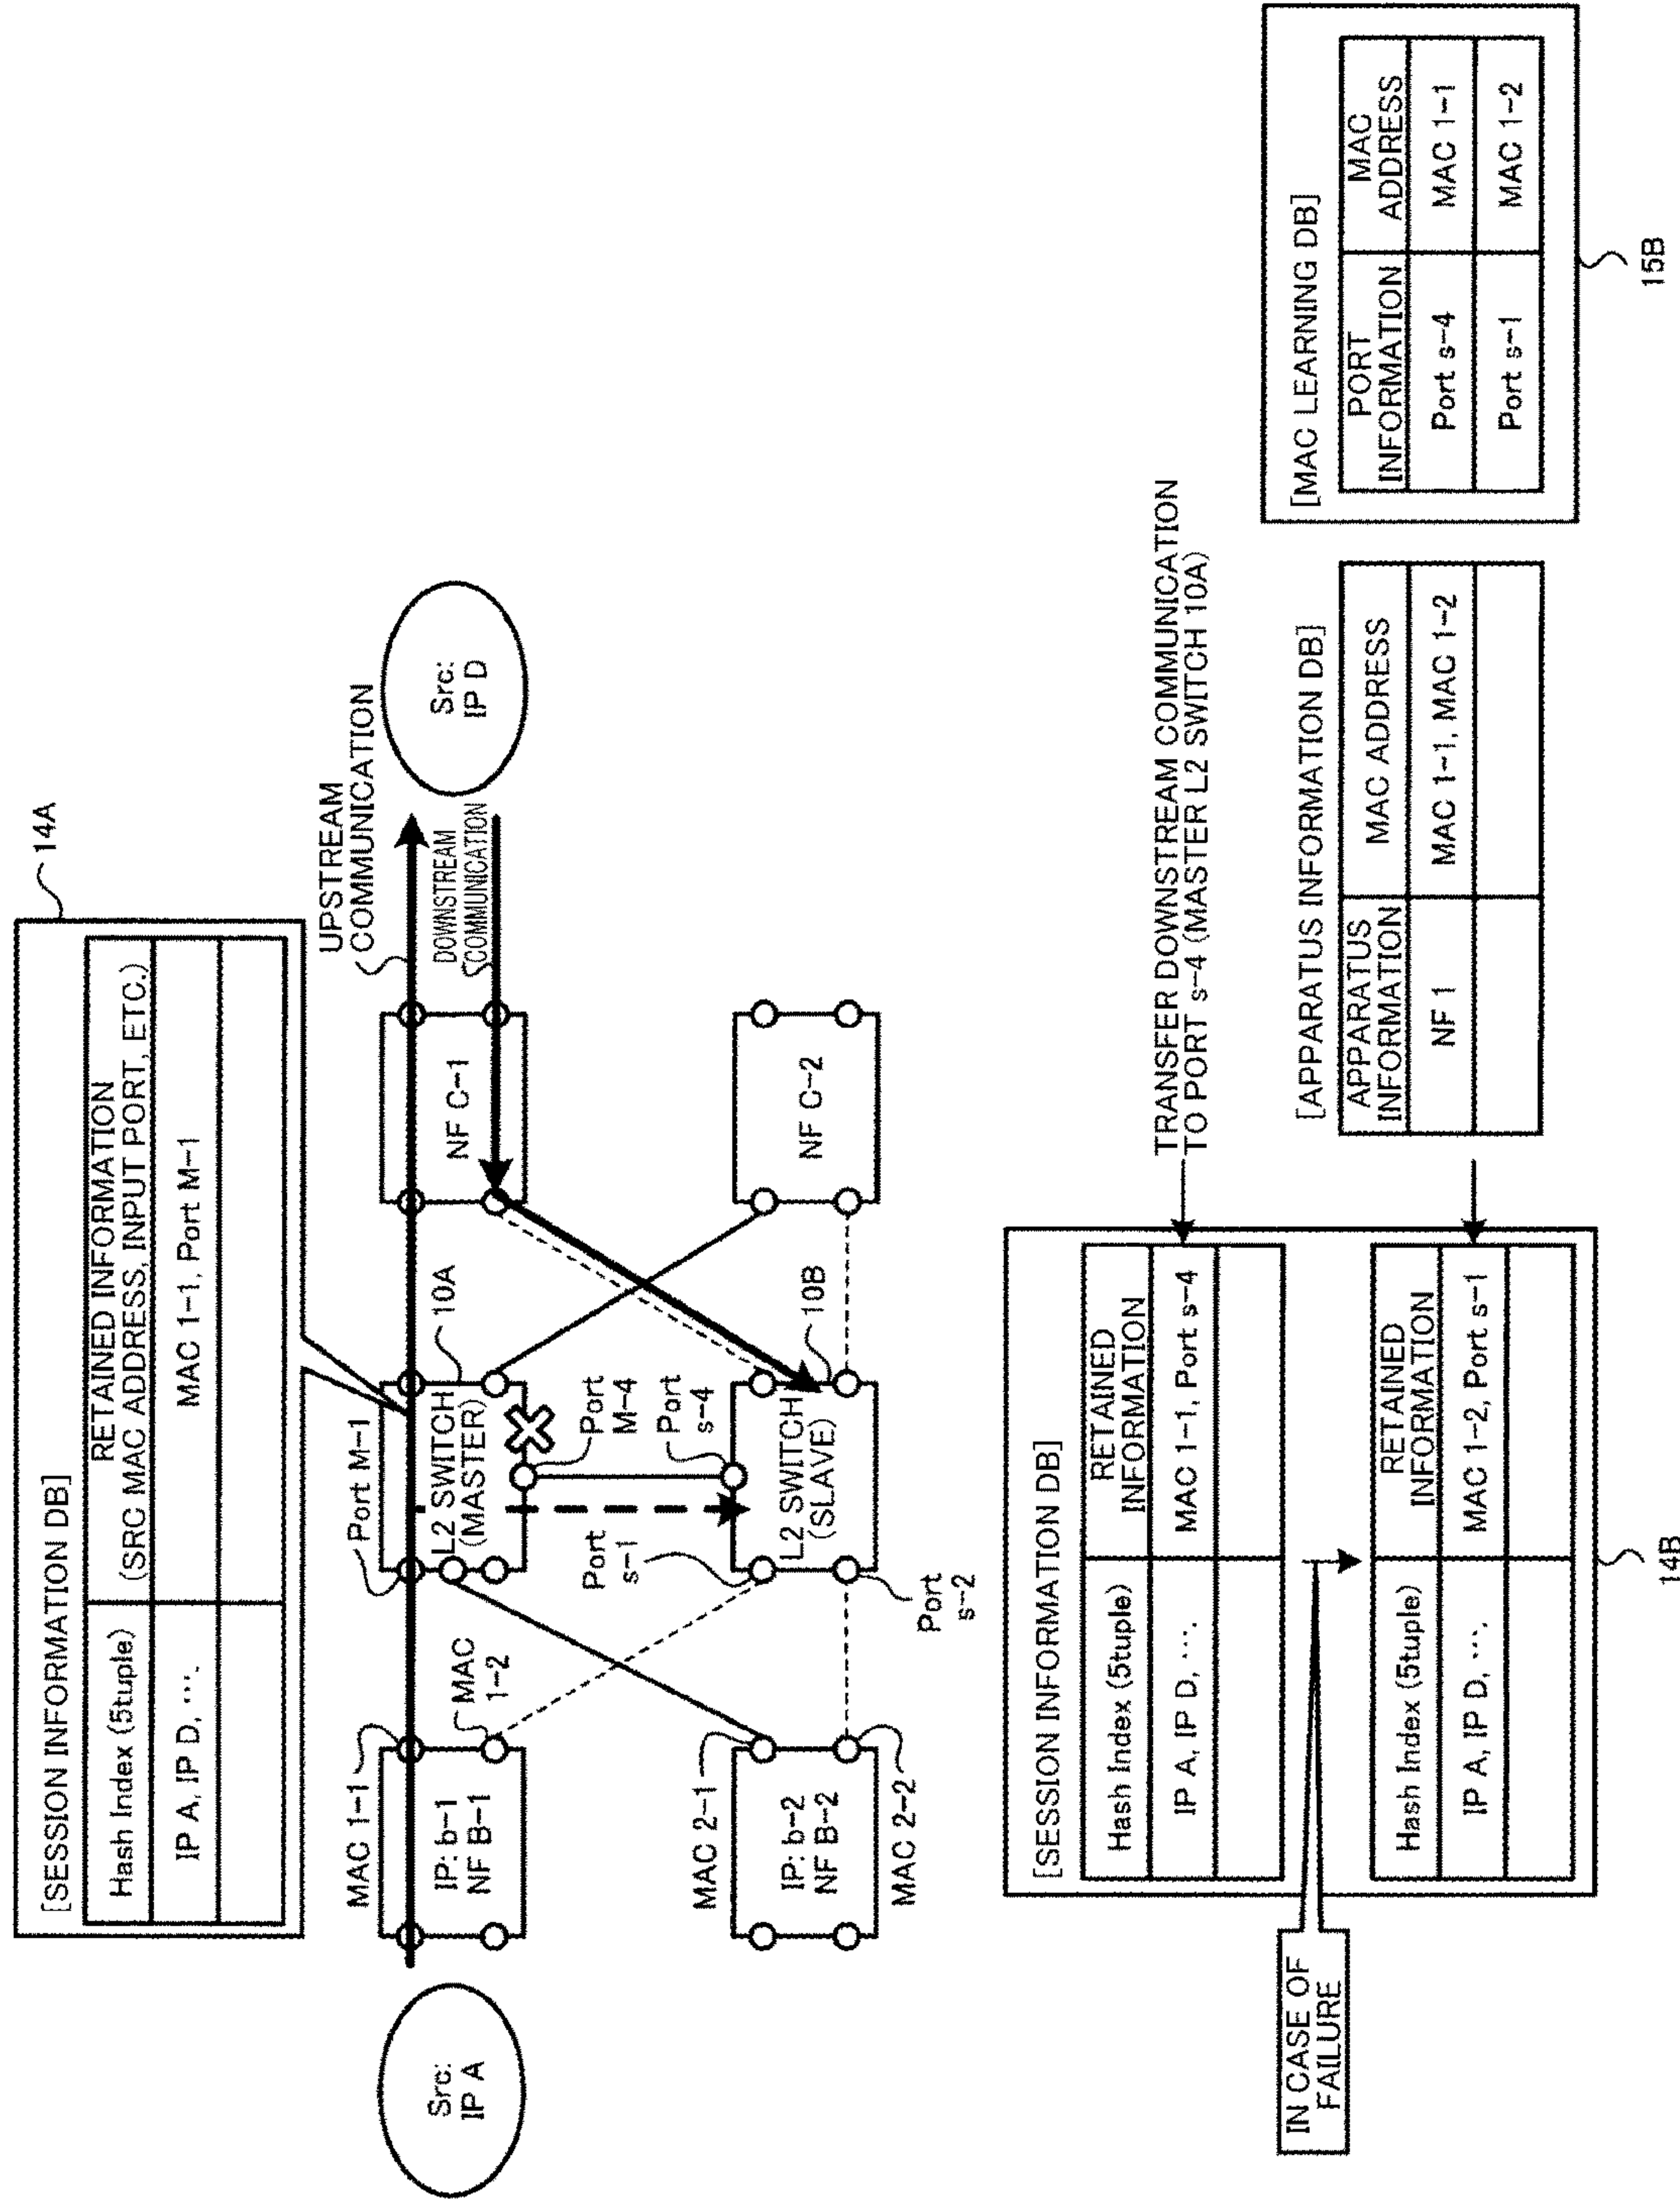 [SESSION INFORMATION DB]
Hash Index (5tuple)
RETAINED INFORMATION
(SRC MAC ADDRESS, INPUT PORT, ETC.)
IP A, IP D, ⋯.
MAC 1-1, Port M-1
14A
Src:
IP A
MAC 1-1
IP: b-1
NF B-1
MAC
1-2
Port M-1
L2 SWITCH
(MASTER)
10A
Port
M-4
NF C-1
UPSTREAM
COMMUNICATION
DOWNSTREAM
COMMUNICATION
Src:
IP D
MAC 2-1
IP: b-2
NF B-2
MAC 2-2
Port
s-1
Port
s-4
L2 SWITCH
(SLAVE)
10B
Port
s-2
NF C-2
[SESSION INFORMATION DB]
Hash Index (5tuple)
RETAINED
INFORMATION
IP A, IP D, ⋯.
MAC 1-1, Port s-4
TRANSFER DOWNSTREAM COMMUNICATION
TO PORT s-4 (MASTER L2 SWITCH 10A)
IN CASE OF
FAILURE
Hash Index (5tuple)
RETAINED
INFORMATION
IP A, IP D, ⋯.
MAC 1-2, Port s-1
14B
[APPARATUS INFORMATION DB]
APPARATUS
INFORMATION
MAC ADDRESS
NF 1
MAC 1-1, MAC 1-2
[MAC LEARNING DB]
PORT
INFORMATION
MAC
ADDRESS
Port s-4
MAC 1-1
Port s-1
MAC 1-2
15B